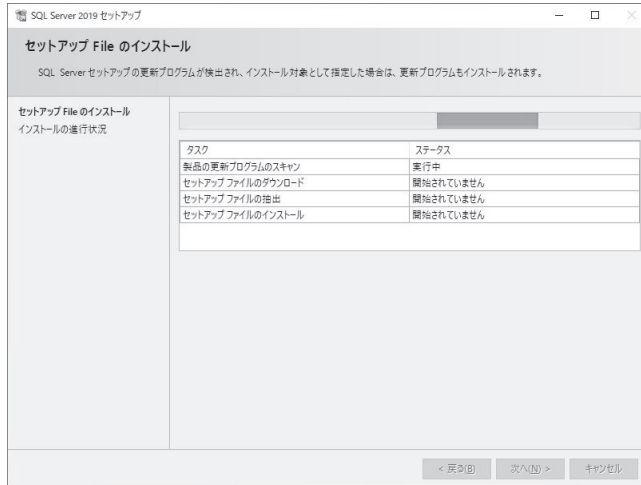 SQL Server 2019 セットアップ
セットアップ File のインストール
SQL Server セットアップの更新プログラムが検出され、インストール対象として指定した場合は、更新プログラムもインストールされます。
セットアップ File のインストール
インストールの進行状況
タスク ステータス
製品の更新プログラムのスキャン 実行中
セットアップ ファイルのダウンロード 開始されていません
セットアップ ファイルの抽出 開始されていません
セットアップ ファイルのインストール 開始されていません
< 戻る(B) 次へ(N) > キャンセル